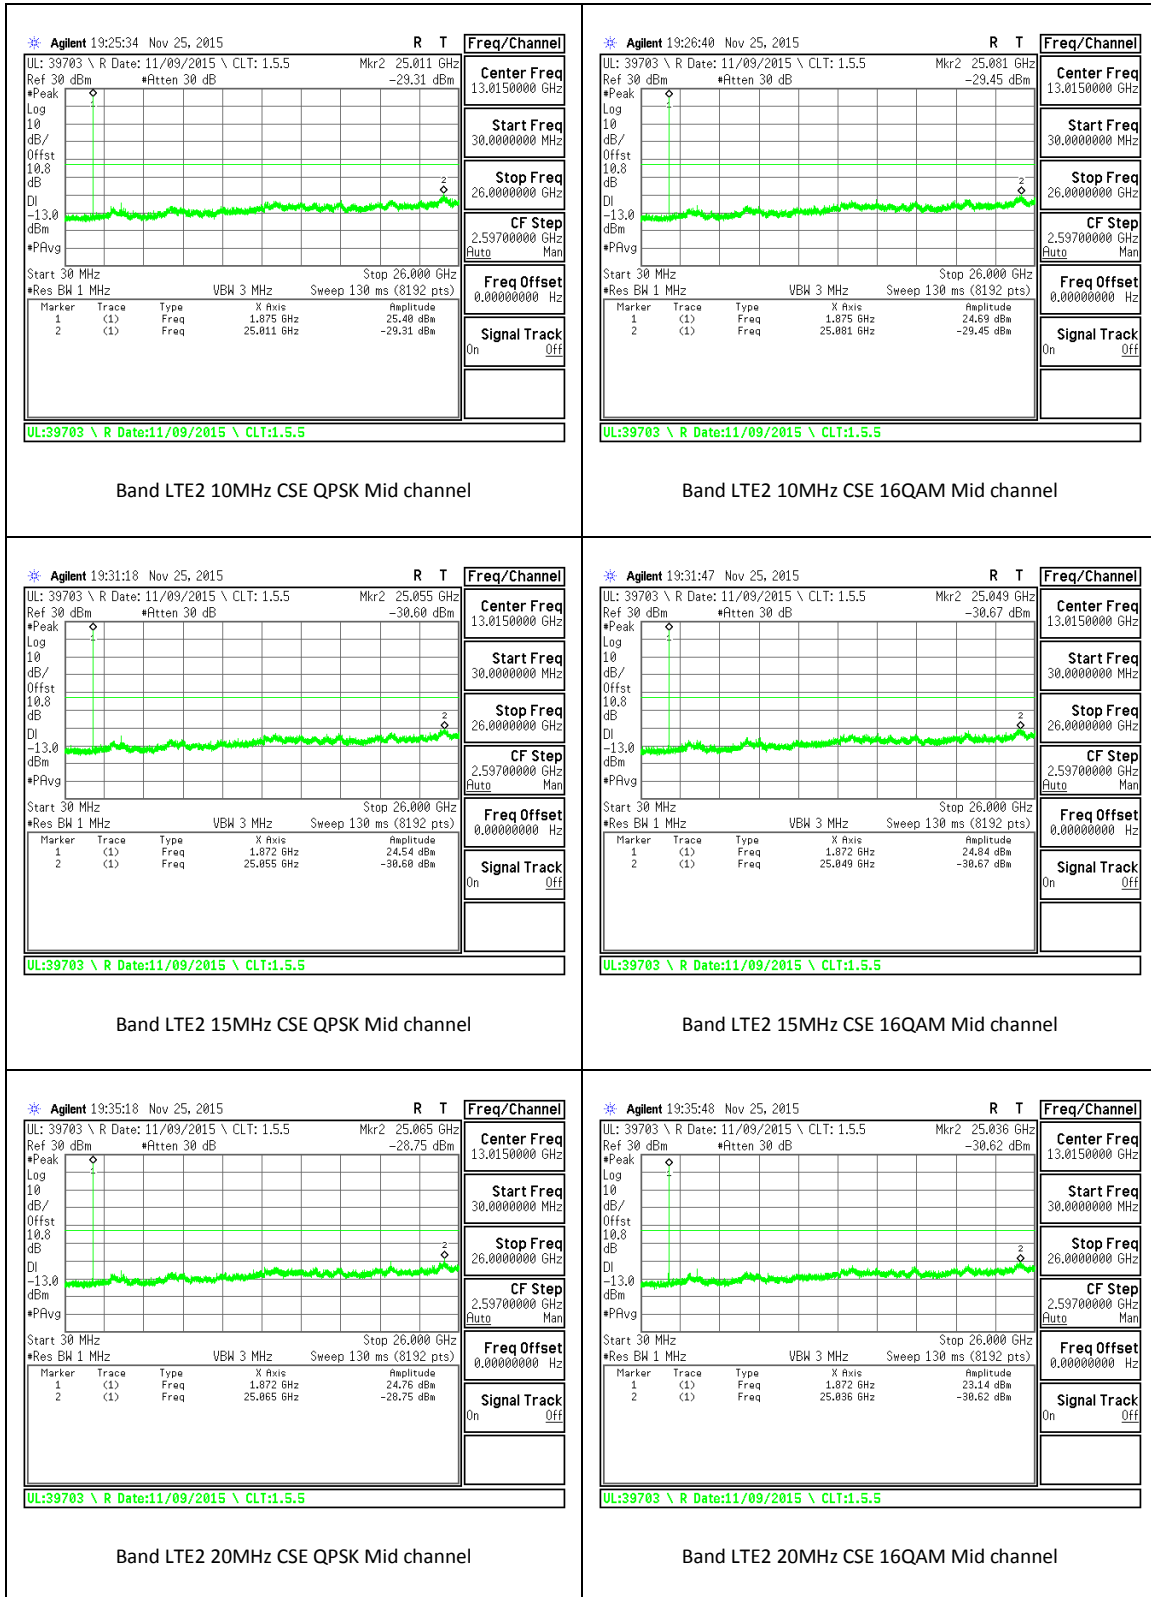 Agilent 19:25:34 Nov 25, 2015 R T Freq/Channel
UL: 39703 \ R Date: 11/09/2015 \ CLT: 1.5.5 Mkr2 25.011 GHz
Ref 30 dBm #Atten 30 dB -29.31 dBm
#Peak
Log
10
dB/
Offst
10.8
dB
DI
-13.0
dBm
#PAvg
1
2
Start 30 MHz Stop 26.000 GHz
#Res BW 1 MHz VBW 3 MHz Sweep 130 ms (8192 pts)
Marker Trace Type X Axis Amplitude
1 (1) Freq 1.875 GHz 25.40 dBm
2 (1) Freq 25.011 GHz -29.31 dBm
Center Freq
13.0150000 GHz
Start Freq
30.0000000 MHz
Stop Freq
26.0000000 GHz
CF Step
2.59700000 GHz
Auto Man
Freq Offset
0.00000000 Hz
Signal Track
On Off
UL:39703 \ R Date:11/09/2015 \ CLT:1.5.5
Band LTE2 10MHz CSE QPSK Mid channel
Agilent 19:26:40 Nov 25, 2015 R T Freq/Channel
UL: 39703 \ R Date: 11/09/2015 \ CLT: 1.5.5 Mkr2 25.081 GHz
Ref 30 dBm #Atten 30 dB -29.45 dBm
#Peak
Log
10
dB/
Offst
10.8
dB
DI
-13.0
dBm
#PAvg
1
2
Start 30 MHz Stop 26.000 GHz
#Res BW 1 MHz VBW 3 MHz Sweep 130 ms (8192 pts)
Marker Trace Type X Axis Amplitude
1 (1) Freq 1.875 GHz 24.69 dBm
2 (1) Freq 25.081 GHz -29.45 dBm
Center Freq
13.0150000 GHz
Start Freq
30.0000000 MHz
Stop Freq
26.0000000 GHz
CF Step
2.59700000 GHz
Auto Man
Freq Offset
0.00000000 Hz
Signal Track
On Off
UL:39703 \ R Date:11/09/2015 \ CLT:1.5.5
Band LTE2 10MHz CSE 16QAM Mid channel
Agilent 19:31:18 Nov 25, 2015 R T Freq/Channel
UL: 39703 \ R Date: 11/09/2015 \ CLT: 1.5.5 Mkr2 25.055 GHz
Ref 30 dBm #Atten 30 dB -30.60 dBm
#Peak
Log
10
dB/
Offst
10.8
dB
DI
-13.0
dBm
#PAvg
1
2
Start 30 MHz Stop 26.000 GHz
#Res BW 1 MHz VBW 3 MHz Sweep 130 ms (8192 pts)
Marker Trace Type X Axis Amplitude
1 (1) Freq 1.872 GHz 24.54 dBm
2 (1) Freq 25.055 GHz -30.60 dBm
Center Freq
13.0150000 GHz
Start Freq
30.0000000 MHz
Stop Freq
26.0000000 GHz
CF Step
2.59700000 GHz
Auto Man
Freq Offset
0.00000000 Hz
Signal Track
On Off
UL:39703 \ R Date:11/09/2015 \ CLT:1.5.5
Band LTE2 15MHz CSE QPSK Mid channel
Agilent 19:31:47 Nov 25, 2015 R T Freq/Channel
UL: 39703 \ R Date: 11/09/2015 \ CLT: 1.5.5 Mkr2 25.049 GHz
Ref 30 dBm #Atten 30 dB -30.67 dBm
#Peak
Log
10
dB/
Offst
10.8
dB
DI
-13.0
dBm
#PAvg
1
2
Start 30 MHz Stop 26.000 GHz
#Res BW 1 MHz VBW 3 MHz Sweep 130 ms (8192 pts)
Marker Trace Type X Axis Amplitude
1 (1) Freq 1.872 GHz 24.84 dBm
2 (1) Freq 25.049 GHz -30.67 dBm
Center Freq
13.0150000 GHz
Start Freq
30.0000000 MHz
Stop Freq
26.0000000 GHz
CF Step
2.59700000 GHz
Auto Man
Freq Offset
0.00000000 Hz
Signal Track
On Off
UL:39703 \ R Date:11/09/2015 \ CLT:1.5.5
Band LTE2 15MHz CSE 16QAM Mid channel
Agilent 19:35:18 Nov 25, 2015 R T Freq/Channel
UL: 39703 \ R Date: 11/09/2015 \ CLT: 1.5.5 Mkr2 25.065 GHz
Ref 30 dBm #Atten 30 dB -28.75 dBm
#Peak
Log
10
dB/
Offst
10.8
dB
DI
-13.0
dBm
#PAvg
1
2
Start 30 MHz Stop 26.000 GHz
#Res BW 1 MHz VBW 3 MHz Sweep 130 ms (8192 pts)
Marker Trace Type X Axis Amplitude
1 (1) Freq 1.872 GHz 24.76 dBm
2 (1) Freq 25.065 GHz -28.75 dBm
Center Freq
13.0150000 GHz
Start Freq
30.0000000 MHz
Stop Freq
26.0000000 GHz
CF Step
2.59700000 GHz
Auto Man
Freq Offset
0.00000000 Hz
Signal Track
On Off
UL:39703 \ R Date:11/09/2015 \ CLT:1.5.5
Band LTE2 20MHz CSE QPSK Mid channel
Agilent 19:35:48 Nov 25, 2015 R T Freq/Channel
UL: 39703 \ R Date: 11/09/2015 \ CLT: 1.5.5 Mkr2 25.036 GHz
Ref 30 dBm #Atten 30 dB -30.62 dBm
#Peak
Log
10
dB/
Offst
10.8
dB
DI
-13.0
dBm
#PAvg
1
2
Start 30 MHz Stop 26.000 GHz
#Res BW 1 MHz VBW 3 MHz Sweep 130 ms (8192 pts)
Marker Trace Type X Axis Amplitude
1 (1) Freq 1.872 GHz 23.14 dBm
2 (1) Freq 25.036 GHz -30.62 dBm
Center Freq
13.0150000 GHz
Start Freq
30.0000000 MHz
Stop Freq
26.0000000 GHz
CF Step
2.59700000 GHz
Auto Man
Freq Offset
0.00000000 Hz
Signal Track
On Off
UL:39703 \ R Date:11/09/2015 \ CLT:1.5.5
Band LTE2 20MHz CSE 16QAM Mid channel